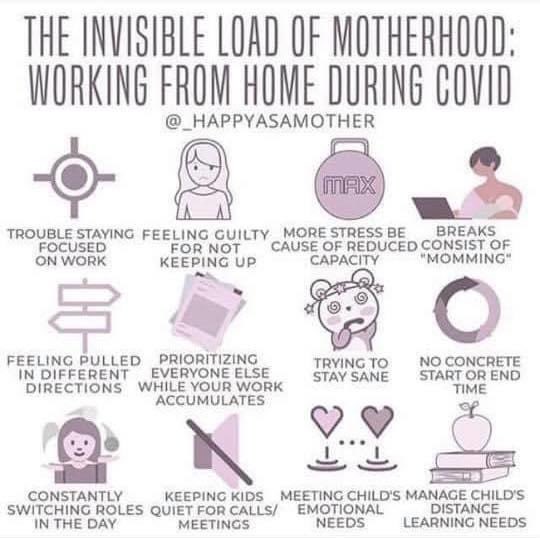 THE INVISIBLE LOAD OF MOTHERHOOD:
WORKING FROM HOME DURING COVID
@_HAPPYASAMOTHER
TROUBLE STAYING
FOCUSED
ON WORK
FEELING GUILTY
FOR NOT
KEEPING UP
MAX
MORE STRESS BE
CAUSE OF REDUCED
CAPACITY
BREAKS
CONSIST OF
"MOMMING"
FEELING PULLED
IN DIFFERENT
DIRECTIONS
PRIORITIZING
EVERYONE ELSE
WHILE YOUR WORK
ACCUMULATES
TRYING TO
STAY SANE
NO CONCRETE
START OR END
TIME
CONSTANTLY
SWITCHING ROLES
IN THE DAY
KEEPING KIDS
QUIET FOR CALLS/
MEETINGS
MEETING CHILD'S
EMOTIONAL
NEEDS
MANAGE CHILD'S
DISTANCE
LEARNING NEEDS